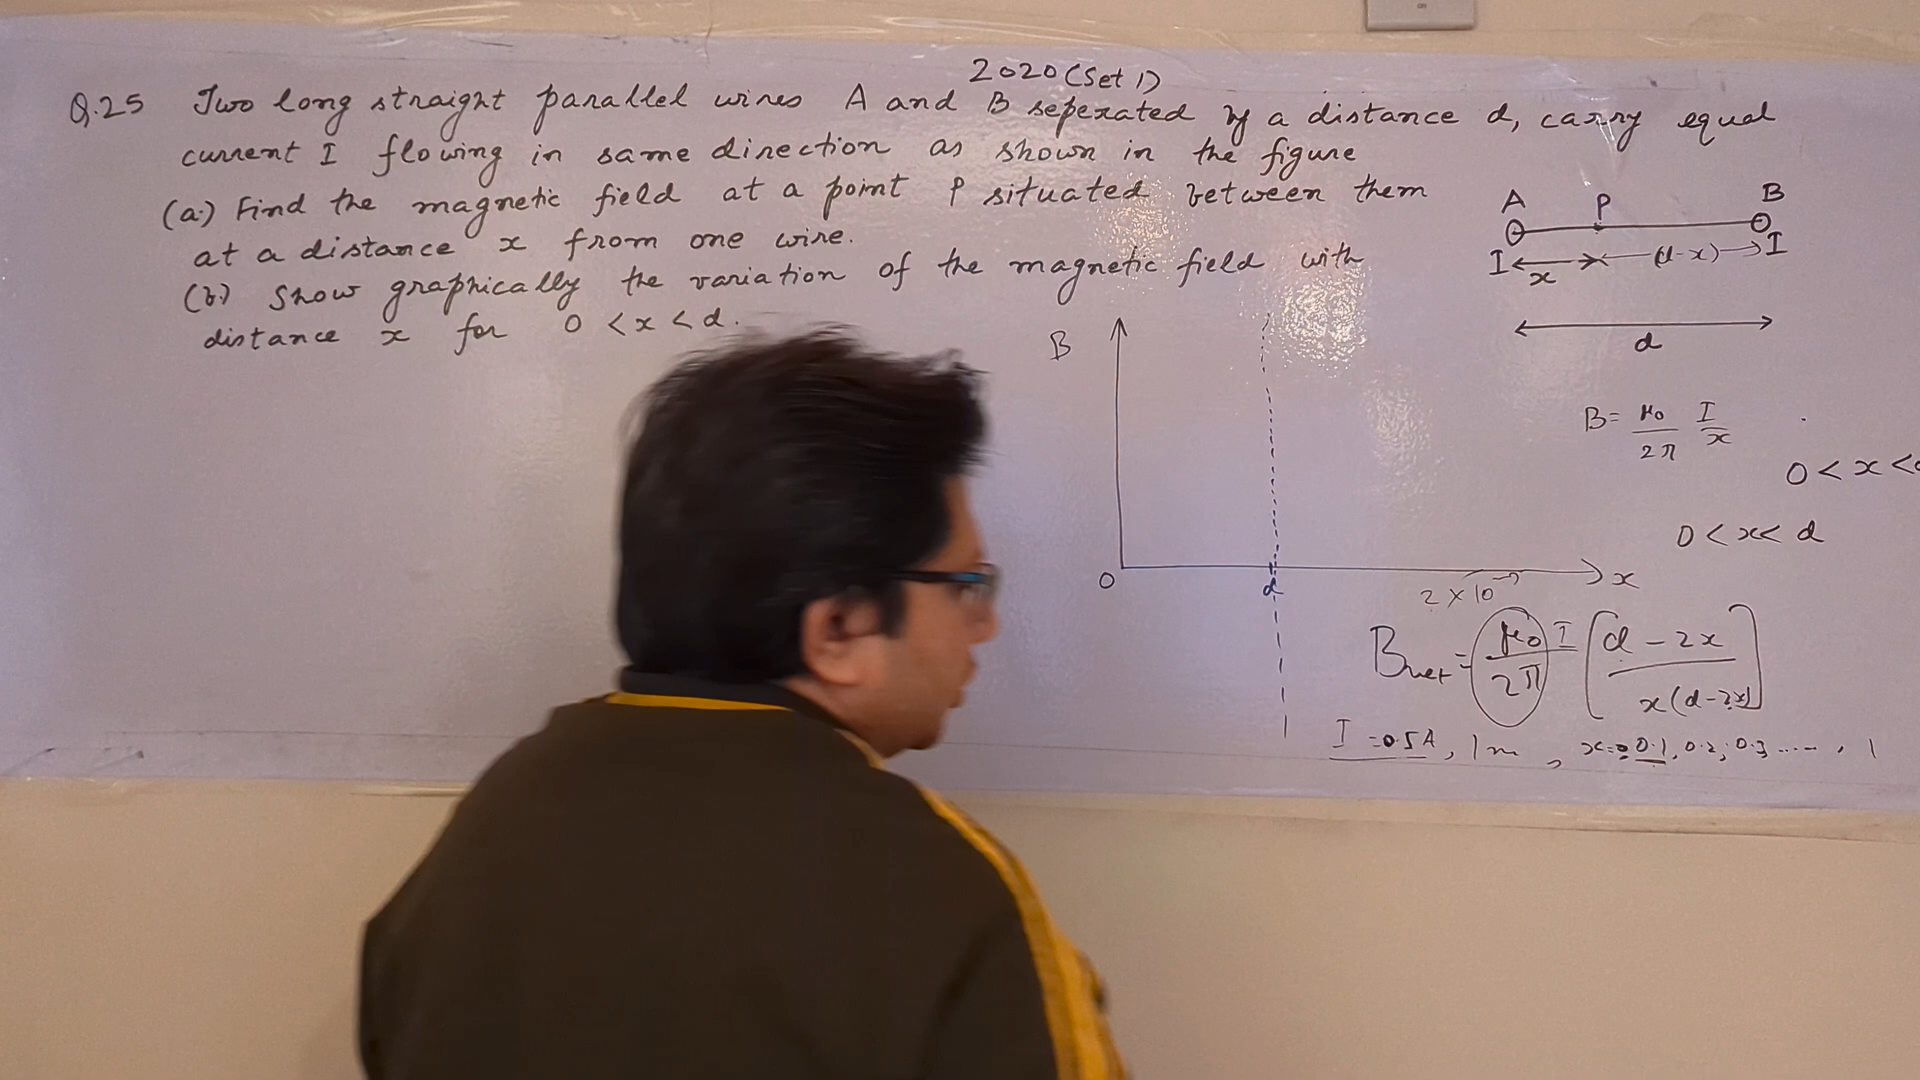 2020 (Set 1)
Q.25 Two long straight parallel wires A and B seperated by a distance d, carry equal
current I flowing in same direction as shown in the figure
(a.) Find the magnetic field at a point P situated between them
at a distance x from one wire.
(b.) Show graphically the variation of the magnetic field with
distance x for 0 < x < d.
A P B
I x (d-x) I
d
B
B = μ₀/2π I/x
0 < x <
0 < x < d
O d x
2 × 10⁻⁷
Bnet = μ₀/2π I [d - 2x / x(d-2x)]
I = 0.5A, 1m, x = 0.1, 0.2, 0.3 ....., 1